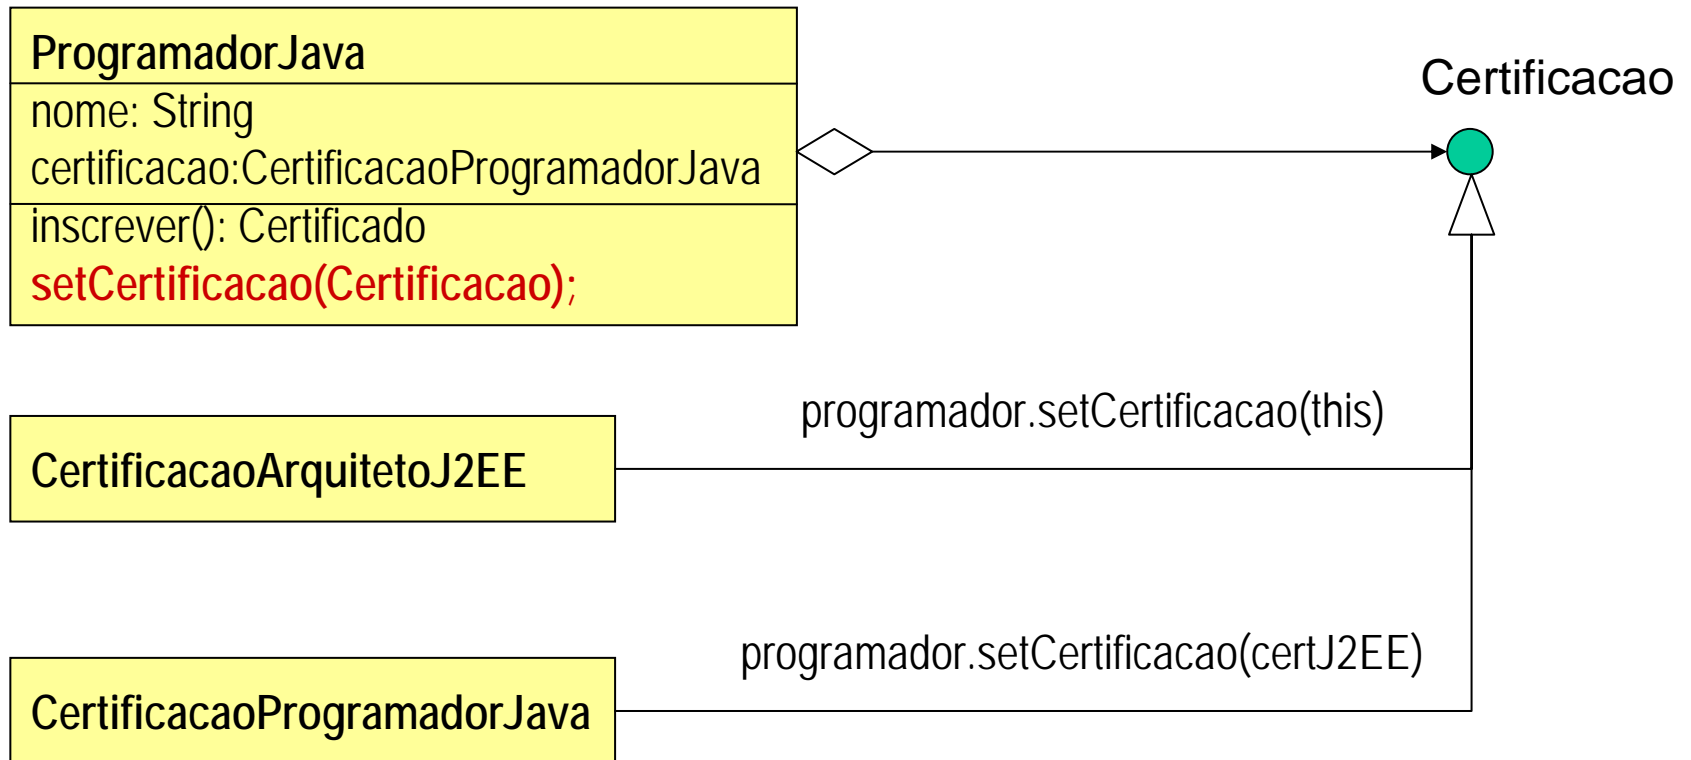 ProgramadorJava
nome: String
certificacao:CertificacaoProgramadorJava
inscrever(): Certificado
setCertificacao(Certificacao);
Certificacao
programador.setCertificacao(this)
CertificacaoArquitetoJ2EE
programador.setCertificacao(certJ2EE)
CertificacaoProgramadorJava